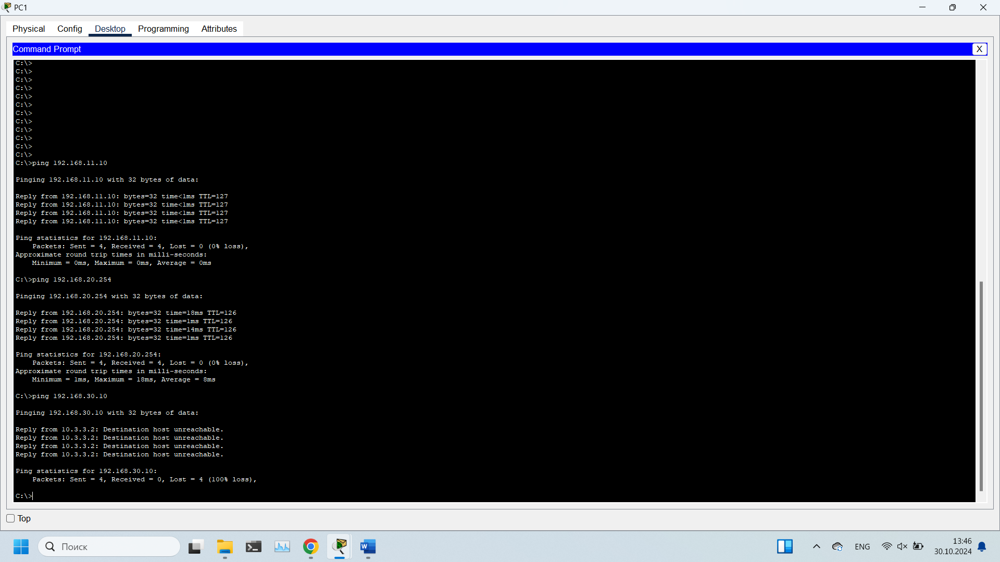 PC1
Physical Config Desktop Programming Attributes
Command Prompt
X
C:\>
C:\>
C:\>
C:\>
C:\>
C:\>
C:\>
C:\>
C:\>
C:\>
C:\>
C:\>
C:\>ping 192.168.11.10
Pinging 192.168.11.10 with 32 bytes of data:
Reply from 192.168.11.10: bytes=32 time<1ms TTL=127
Reply from 192.168.11.10: bytes=32 time<1ms TTL=127
Reply from 192.168.11.10: bytes=32 time<1ms TTL=127
Reply from 192.168.11.10: bytes=32 time<1ms TTL=127
Ping statistics for 192.168.11.10:
Packets: Sent = 4, Received = 4, Lost = 0 (0% loss),
Approximate round trip times in milli-seconds:
Minimum = 0ms, Maximum = 0ms, Average = 0ms
C:\>ping 192.168.20.254
Pinging 192.168.20.254 with 32 bytes of data:
Reply from 192.168.20.254: bytes=32 time=18ms TTL=126
Reply from 192.168.20.254: bytes=32 time=1ms TTL=126
Reply from 192.168.20.254: bytes=32 time=14ms TTL=126
Reply from 192.168.20.254: bytes=32 time=1ms TTL=126
Ping statistics for 192.168.20.254:
Packets: Sent = 4, Received = 4, Lost = 0 (0% loss),
Approximate round trip times in milli-seconds:
Minimum = 1ms, Maximum = 18ms, Average = 8ms
C:\>ping 192.168.30.10
Pinging 192.168.30.10 with 32 bytes of data:
Reply from 10.3.3.2: Destination host unreachable.
Reply from 10.3.3.2: Destination host unreachable.
Reply from 10.3.3.2: Destination host unreachable.
Reply from 10.3.3.2: Destination host unreachable.
Ping statistics for 192.168.30.10:
Packets: Sent = 4, Received = 0, Lost = 4 (100% loss),
C:\>
Top
Поиск
W
ENG
13:46
30.10.2024